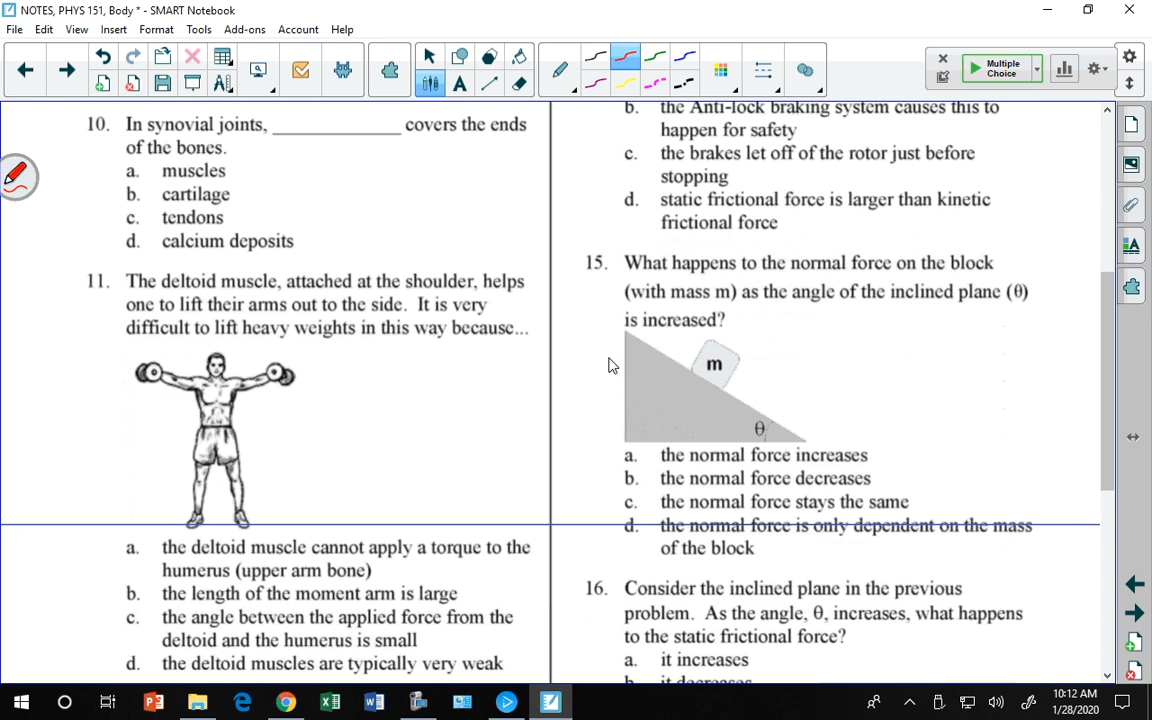 NOTES, PHYS 151, Body * - SMART Notebook
File Edit View Insert Format Tools Add-ons Account Help
Multiple
Choice
10. In synovial joints, ____________ covers the ends
of the bones.
a. muscles
b. cartilage
c. tendons
d. calcium deposits
11. The deltoid muscle, attached at the shoulder, helps
one to lift their arms out to the side. It is very
difficult to lift heavy weights in this way because...
a. the deltoid muscle cannot apply a torque to the
humerus (upper arm bone)
b. the length of the moment arm is large
c. the angle between the applied force from the
deltoid and the humerus is small
d. the deltoid muscles are typically very weak
b. the Anti-lock braking system causes this to
happen for safety
c. the brakes let off of the rotor just before
stopping
d. static frictional force is larger than kinetic
frictional force
15. What happens to the normal force on the block
(with mass m) as the angle of the inclined plane (θ)
is increased?
m
θ
a. the normal force increases
b. the normal force decreases
c. the normal force stays the same
d. the normal force is only dependent on the mass
of the block
16. Consider the inclined plane in the previous
problem. As the angle, θ, increases, what happens
to the static frictional force?
a. it increases
b. it decreases
10:12 AM
1/28/2020